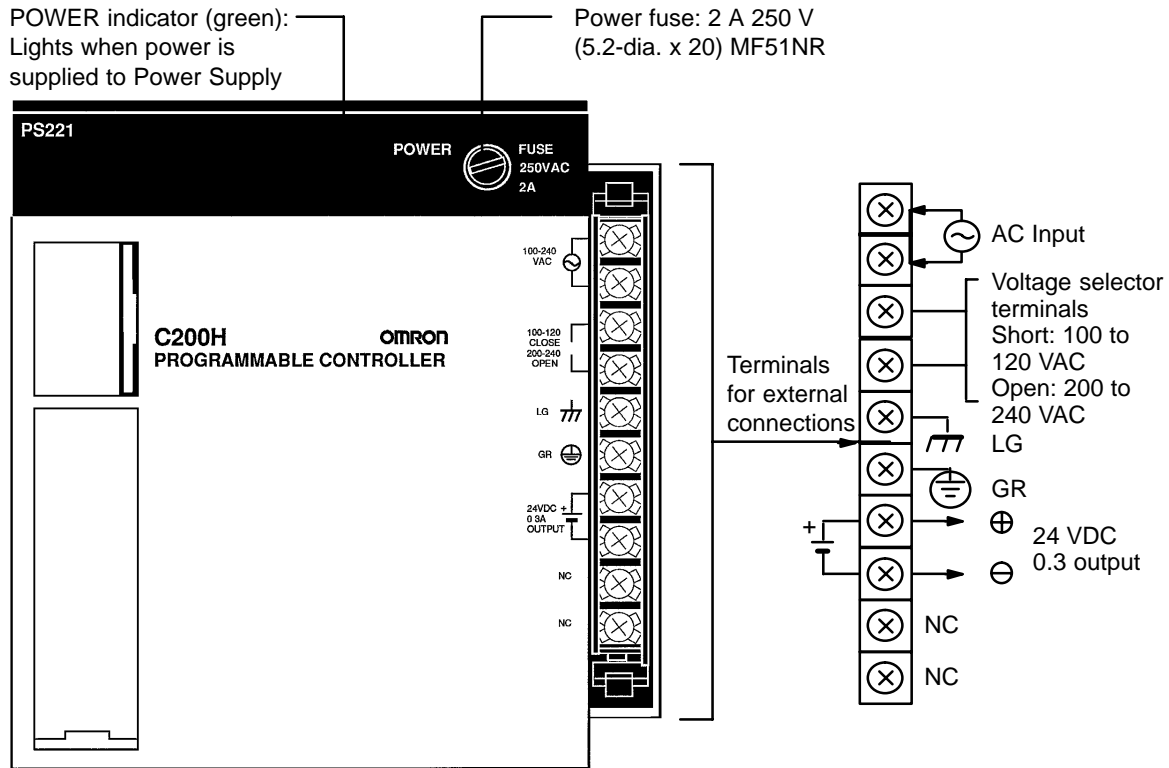 POWER indicator (green):
Lights when power is
supplied to Power Supply
Power fuse: 2 A 250 V
(5.2-dia. x 20) MF51NR
PS221
POWER
FUSE
250VAC
2A
100-240
VAC
100-120
CLOSE
200-240
OPEN
LG
GR
24VDC +
0 3A
OUTPUT
NC
NC
C200H OMRON
PROGRAMMABLE CONTROLLER
Terminals
for external
connections
AC Input
Voltage selector
terminals
Short: 100 to
120 VAC
Open: 200 to
240 VAC
LG
GR
+
24 VDC
0.3 output
NC
NC